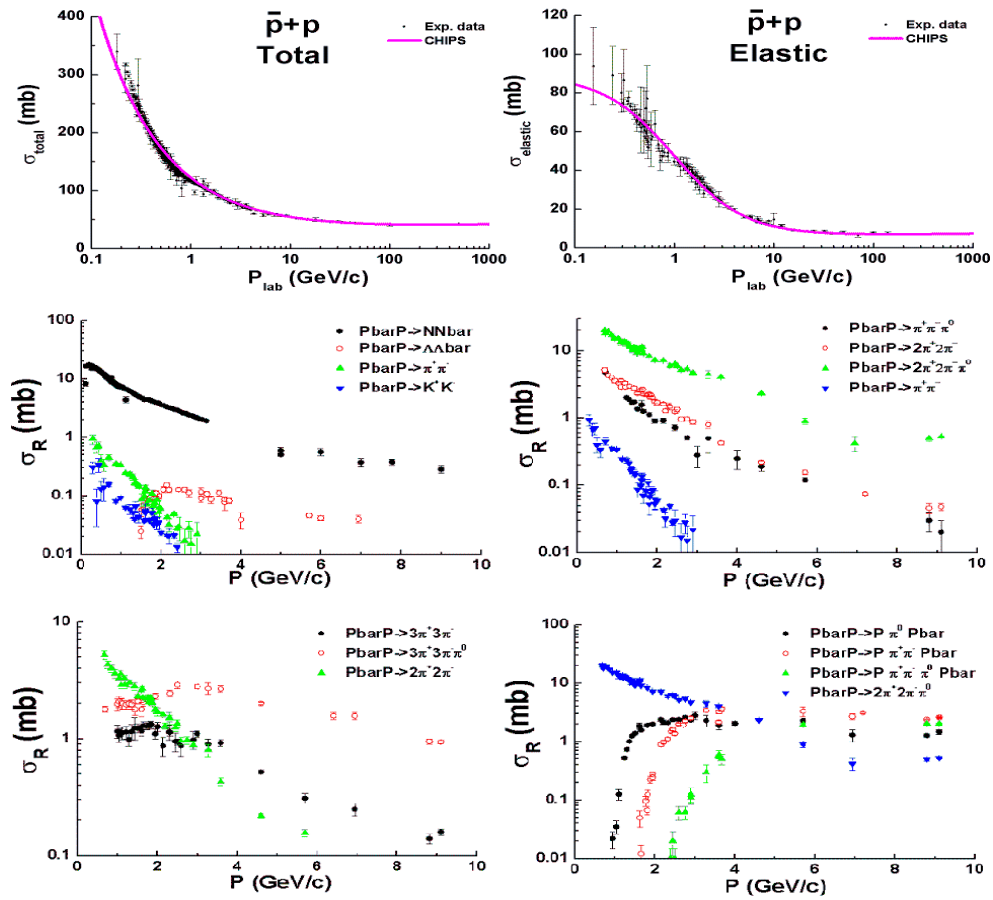 400
300
200
100
0
σtotal (mb)
p̄+p
Total
Exp. data
CHIPS
0.1 1 10 100 1000
Plab (GeV/c)
120
100
80
60
40
20
0
σelastic (mb)
p̄+p
Elastic
Exp. data
CHIPS
0.1 1 10 100 1000
Plab (GeV/c)
100
10
1
0.1
0.01
σR (mb)
PbarP->NNbar
PbarP->ΛΛbar
PbarP->π⁺π⁻
PbarP->K⁺K⁻
0 2 4 6 8 10
P (GeV/c)
10
1
0.1
0.01
σR (mb)
PbarP->π⁺π⁻π⁰
PbarP->2π⁺2π⁻
PbarP->2π⁺2π⁻π⁰
PbarP->π⁺π⁻
0 2 4 6 8 10
P (GeV/c)
10
1
0.1
σR (mb)
PbarP->3π⁺3π⁻
PbarP->3π⁺3π⁻π⁰
PbarP->2π⁺2π⁻
0 2 4 6 8 10
P (GeV/c)
100
10
1
0.1
0.01
σR (mb)
PbarP->P π⁰ Pbar
PbarP->P π⁺π⁻ Pbar
PbarP->P π⁺π⁻π⁰ Pbar
PbarP->2π⁺2π⁻π⁰
0 2 4 6 8 10
P (GeV/c)